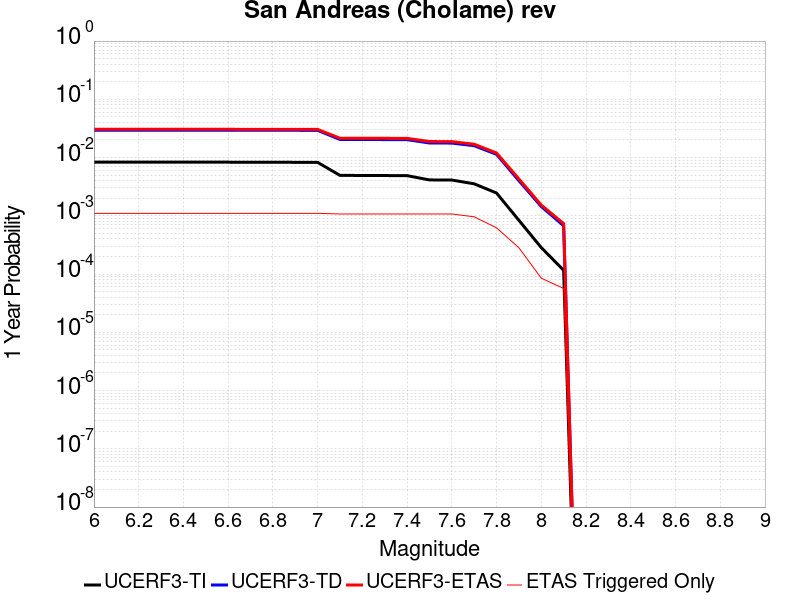 San Andreas (Cholame) rev
1 Year Probability
10^0
10^-1
10^-2
10^-3
10^-4
10^-5
10^-6
10^-7
10^-8
6 6.2 6.4 6.6 6.8 7 7.2 7.4 7.6 7.8 8 8.2 8.4 8.6 8.8 9
Magnitude
UCERF3-TI UCERF3-TD UCERF3-ETAS ETAS Triggered Only